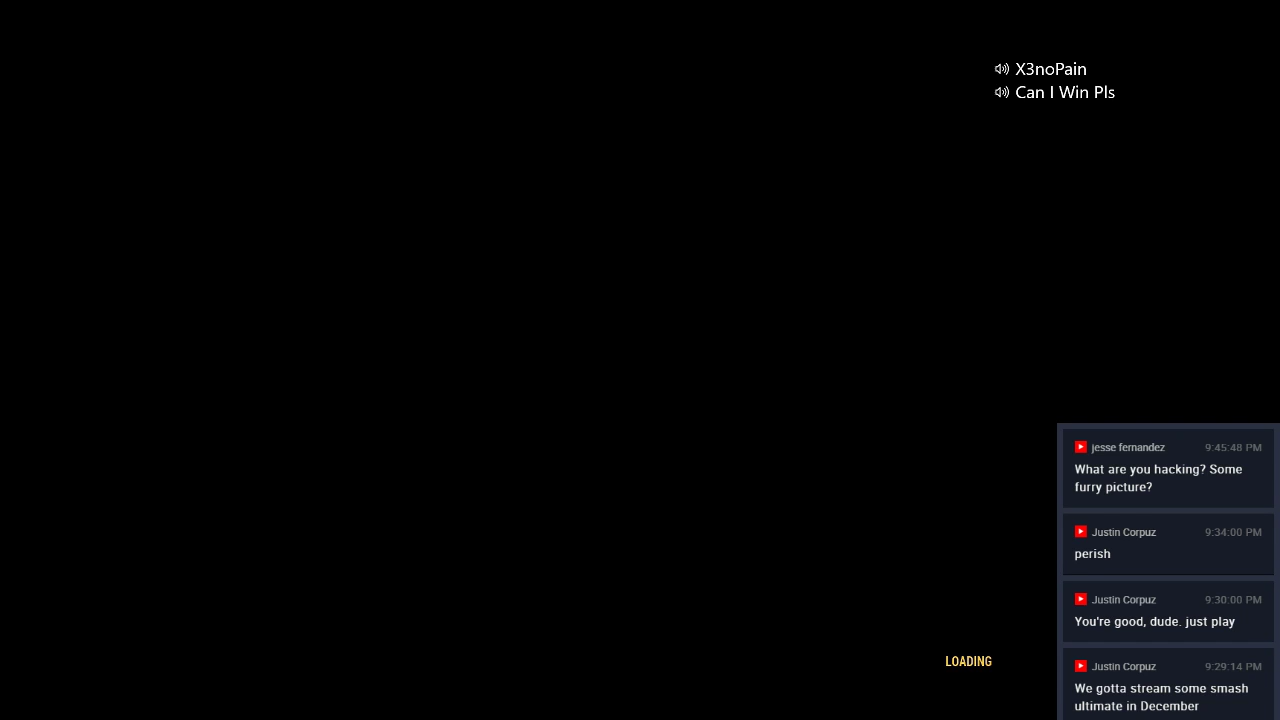 X3noPain
Can I Win Pls
jesse fernandez 9:45:48 PM
What are you hacking? Some
furry picture?
Justin Corpuz 9:34:00 PM
perish
Justin Corpuz 9:30:00 PM
You're good, dude. just play
LOADING
Justin Corpuz 9:29:14 PM
We gotta stream some smash
ultimate in December